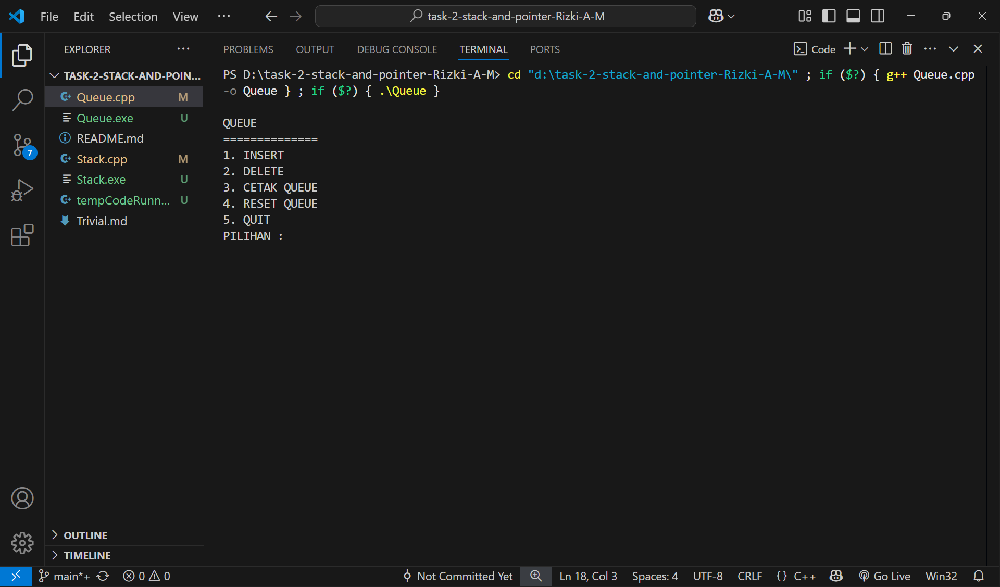 File Edit Selection View ···
task-2-stack-and-pointer-Rizki-A-M
EXPLORER ···
TASK-2-STACK-AND-POIN...
Queue.cpp M
Queue.exe U
README.md
Stack.cpp M
Stack.exe U
tempCodeRunn... U
Trivial.md
7
OUTLINE
TIMELINE
PROBLEMS OUTPUT DEBUG CONSOLE TERMINAL PORTS
Code
PS D:\task-2-stack-and-pointer-Rizki-A-M> cd "d:\task-2-stack-and-pointer-Rizki-A-M\" ; if ($?) { g++ Queue.cpp
-o Queue } ; if ($?) { .\Queue }
QUEUE
==============
1. INSERT
2. DELETE
3. CETAK QUEUE
4. RESET QUEUE
5. QUIT
PILIHAN :
main*+ 0 0 Not Committed Yet Ln 18, Col 3 Spaces: 4 UTF-8 CRLF {} C++ Go Live Win32